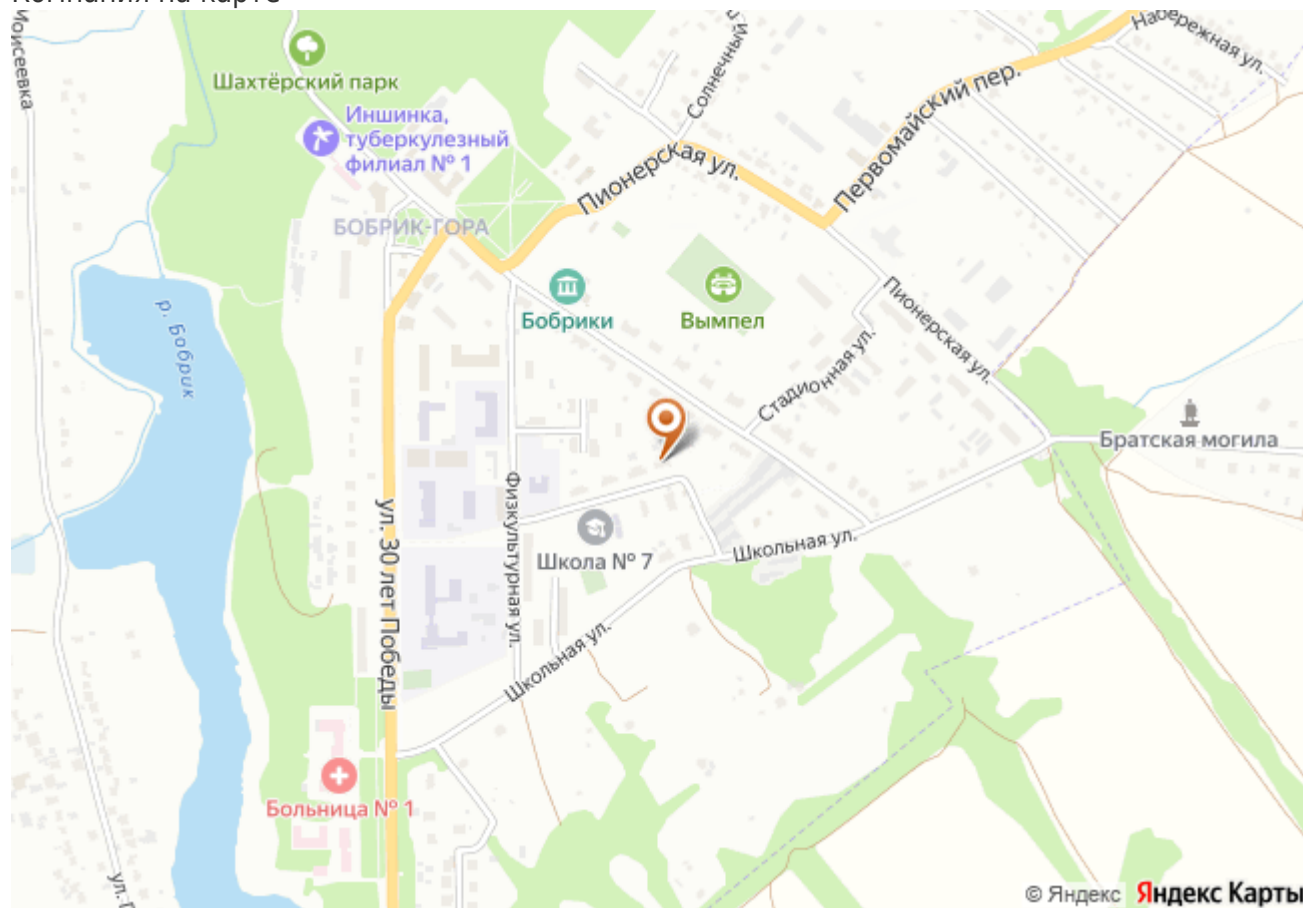 Моисеевка
Шахтёрский парк
Иншинка,
туберкулезный
филиал № 1
БОБРИК-ГОРА
Солнечный
Пионерская ул.
Первомайский пер.
Набережная ул.
р. Бобрик
Бобрики
Вымпел
Пионерская ул.
Стадионная ул.
Братская могила
ул. 30 лет Победы
Физкультурная ул.
Школа № 7
Школьная ул.
Школьная ул.
Больница № 1
ул.
© Яндекс Яндекс Карты